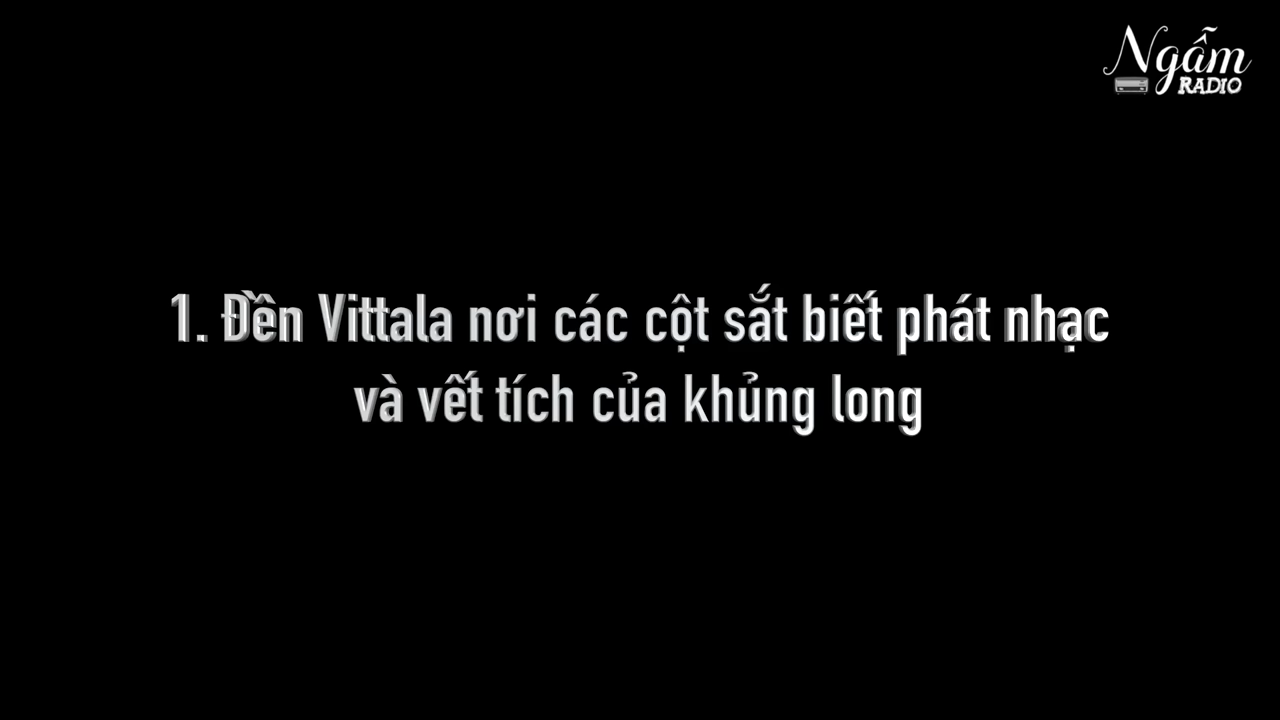 Ngẫm
RADIO
1. Đền Vittala nơi các cột sắt biết phát nhạc
và vết tích của khủng long